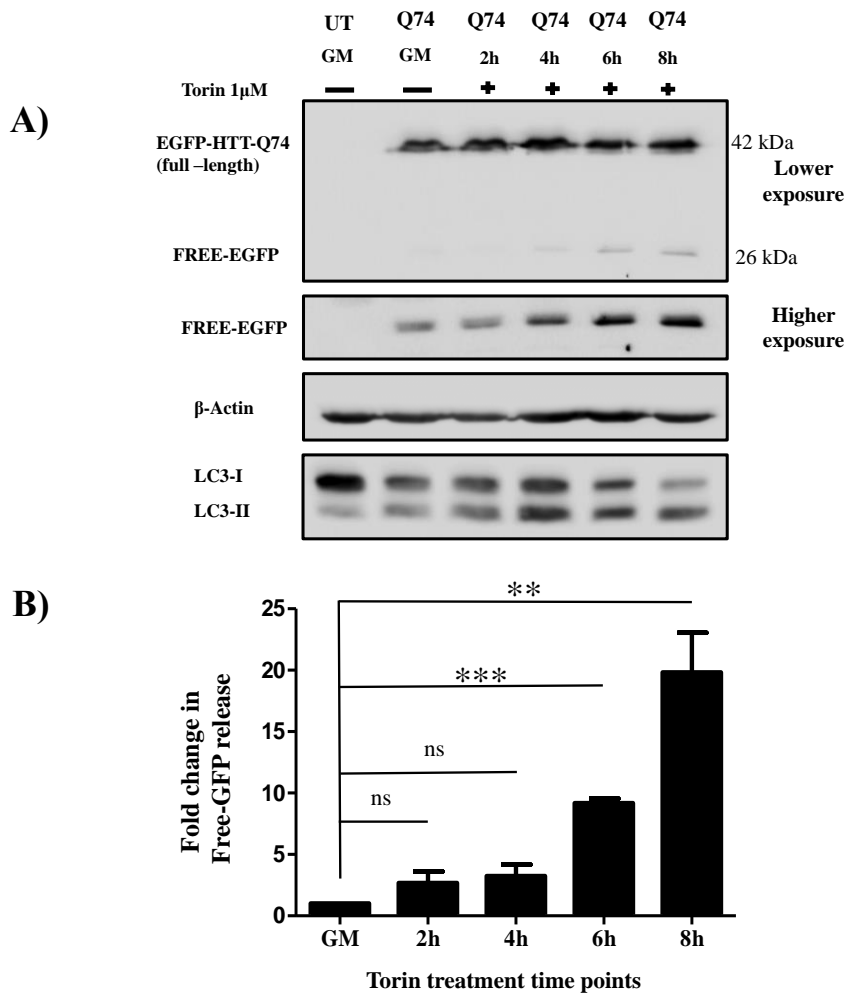 UT Q74 Q74 Q74 Q74 Q74
GM GM 2h 4h 6h 8h
Torin 1µM — — + + + +
A)
EGFP-HTT-Q74
(full –length)
42 kDa
Lower
exposure
FREE-EGFP
26 kDa
FREE-EGFP
Higher
exposure
β-Actin
LC3-I
LC3-II
B)
Fold change in
Free-GFP release
25
20
15
10
5
0
**
***
ns
ns
GM 2h 4h 6h 8h
Torin treatment time points